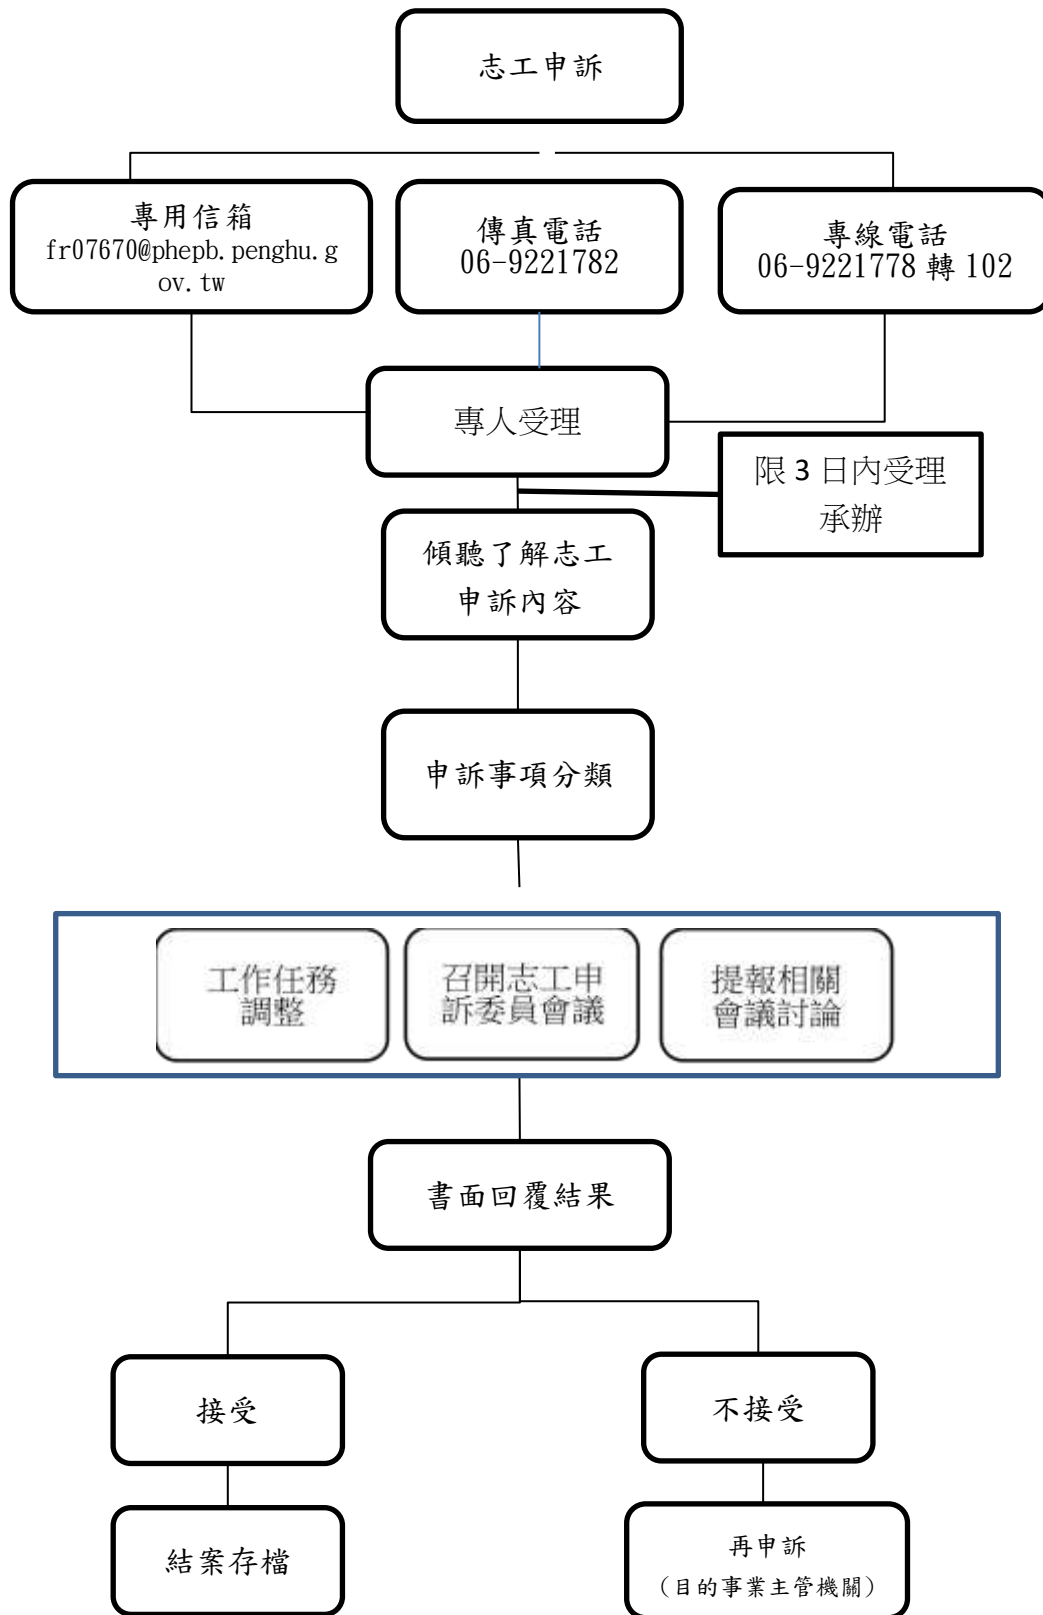 志工申訴
專用信箱
fr07670@phepb.penghu.g
ov.tw
傳真電話
06-9221782
專線電話
06-9221778 轉 102
專人受理
限 3 日內受理
承辦
傾聽了解志工
申訴內容
申訴事項分類
工作任務
調整
召開志工申
訴委員會議
提報相關
會議討論
書面回覆結果
接受
不接受
結案存檔
再申訴
（目的事業主管機關）